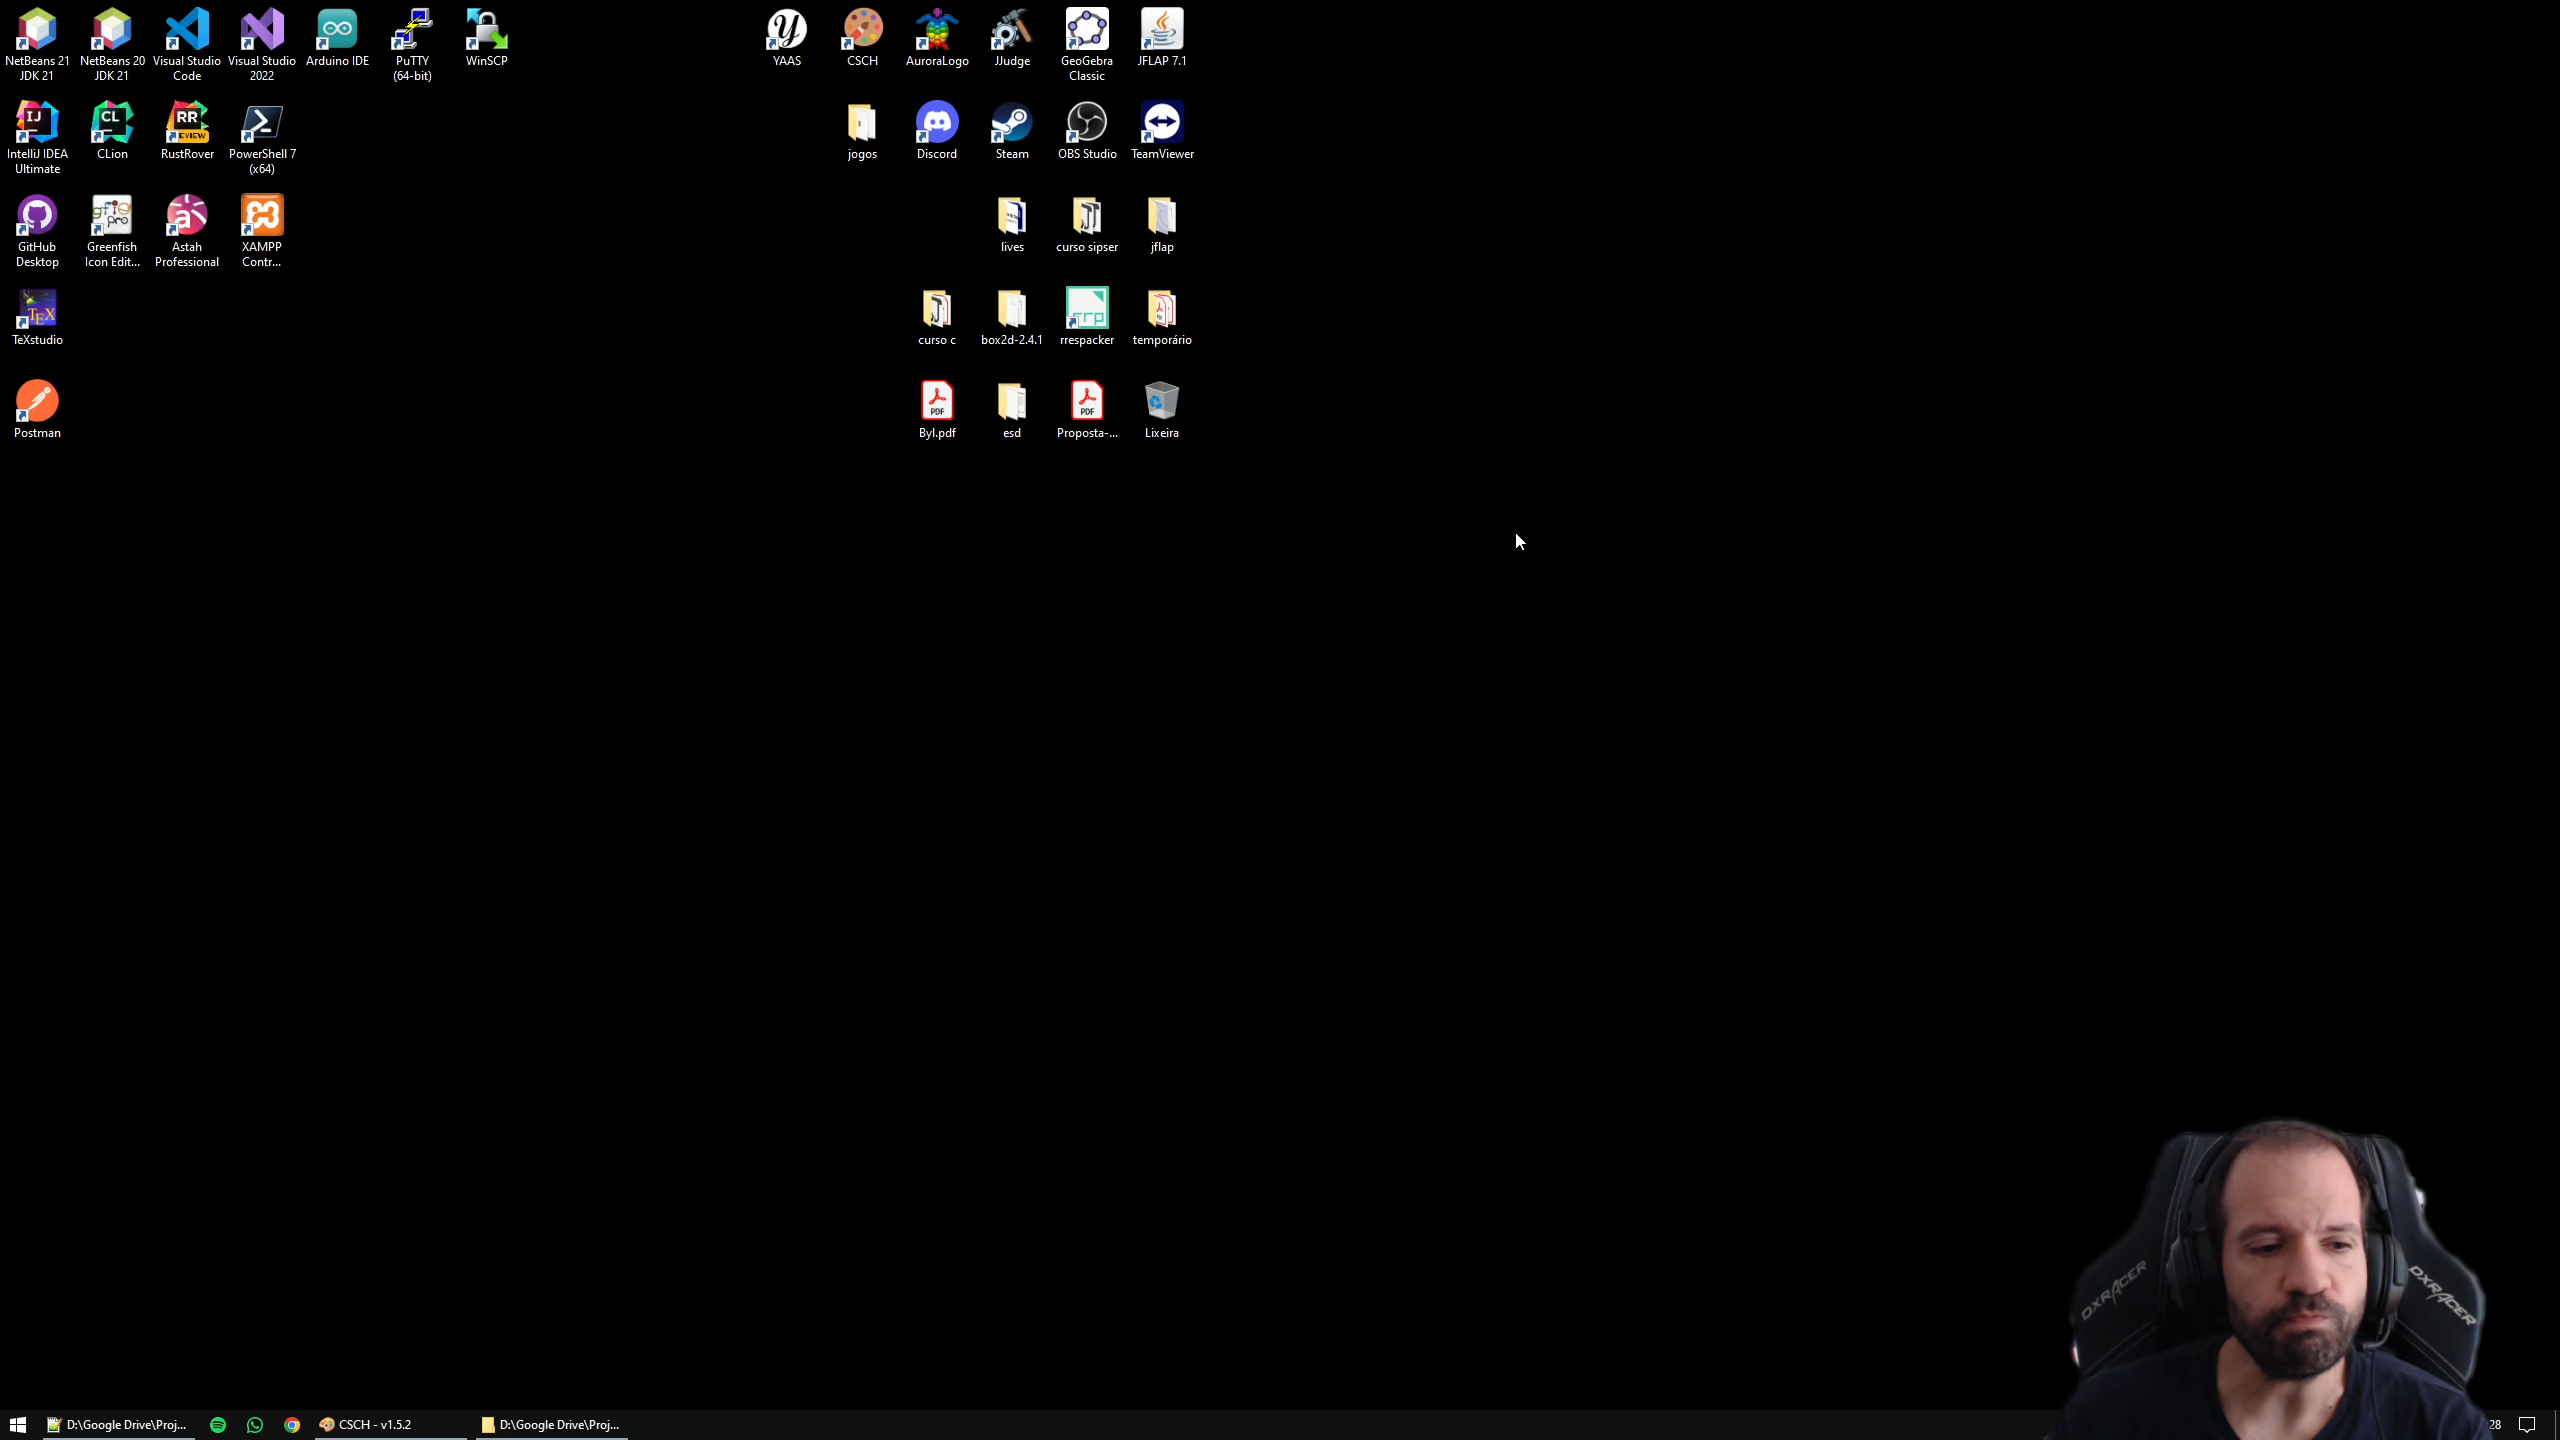 NetBeans 21
JDK 21
NetBeans 20
JDK 21
Visual Studio
Code
Visual Studio
2022
Arduino IDE
PuTTY
(64-bit)
WinSCP
YAAS
CSCH
AuroraLogo
JJudge
GeoGebra
Classic
JFLAP 7.1
IntelliJ IDEA
Ultimate
CLion
RustRover
PowerShell 7
(x64)
jogos
Discord
Steam
OBS Studio
TeamViewer
GitHub
Desktop
Greenfish
Icon Edit...
Astah
Professional
XAMPP
Contr...
lives
curso sipser
jflap
TeXstudio
curso c
box2d-2.4.1
rrespacker
temporário
Postman
esd
Proposta-...
Lixeira
DXRACER
DXRACER
D:\Google Drive\Proj...
CSCH - v1.5.2
D:\Google Drive\Proj...
28